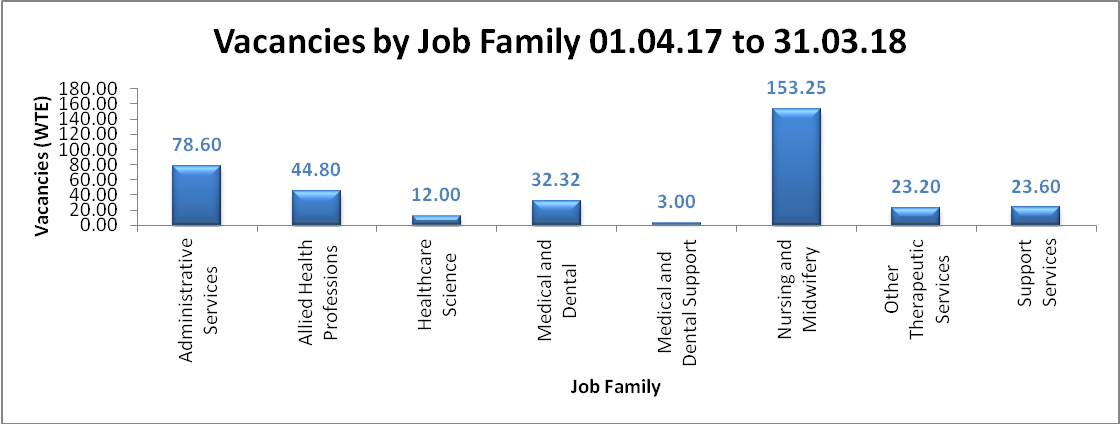 Vacancies by Job Family 01.04.17 to 31.03.18
Vacancies (WTE)
180.00
160.00
140.00
120.00
100.00
80.00
60.00
40.00
20.00
0.00
78.60
44.80
12.00
32.32
3.00
153.25
23.20
23.60
Administrative
Services
Allied Health
Professions
Healthcare
Science
Medical and
Dental
Medical and
Dental Support
Nursing and
Midwifery
Other
Therapeutic
Services
Support
Services
Job Family